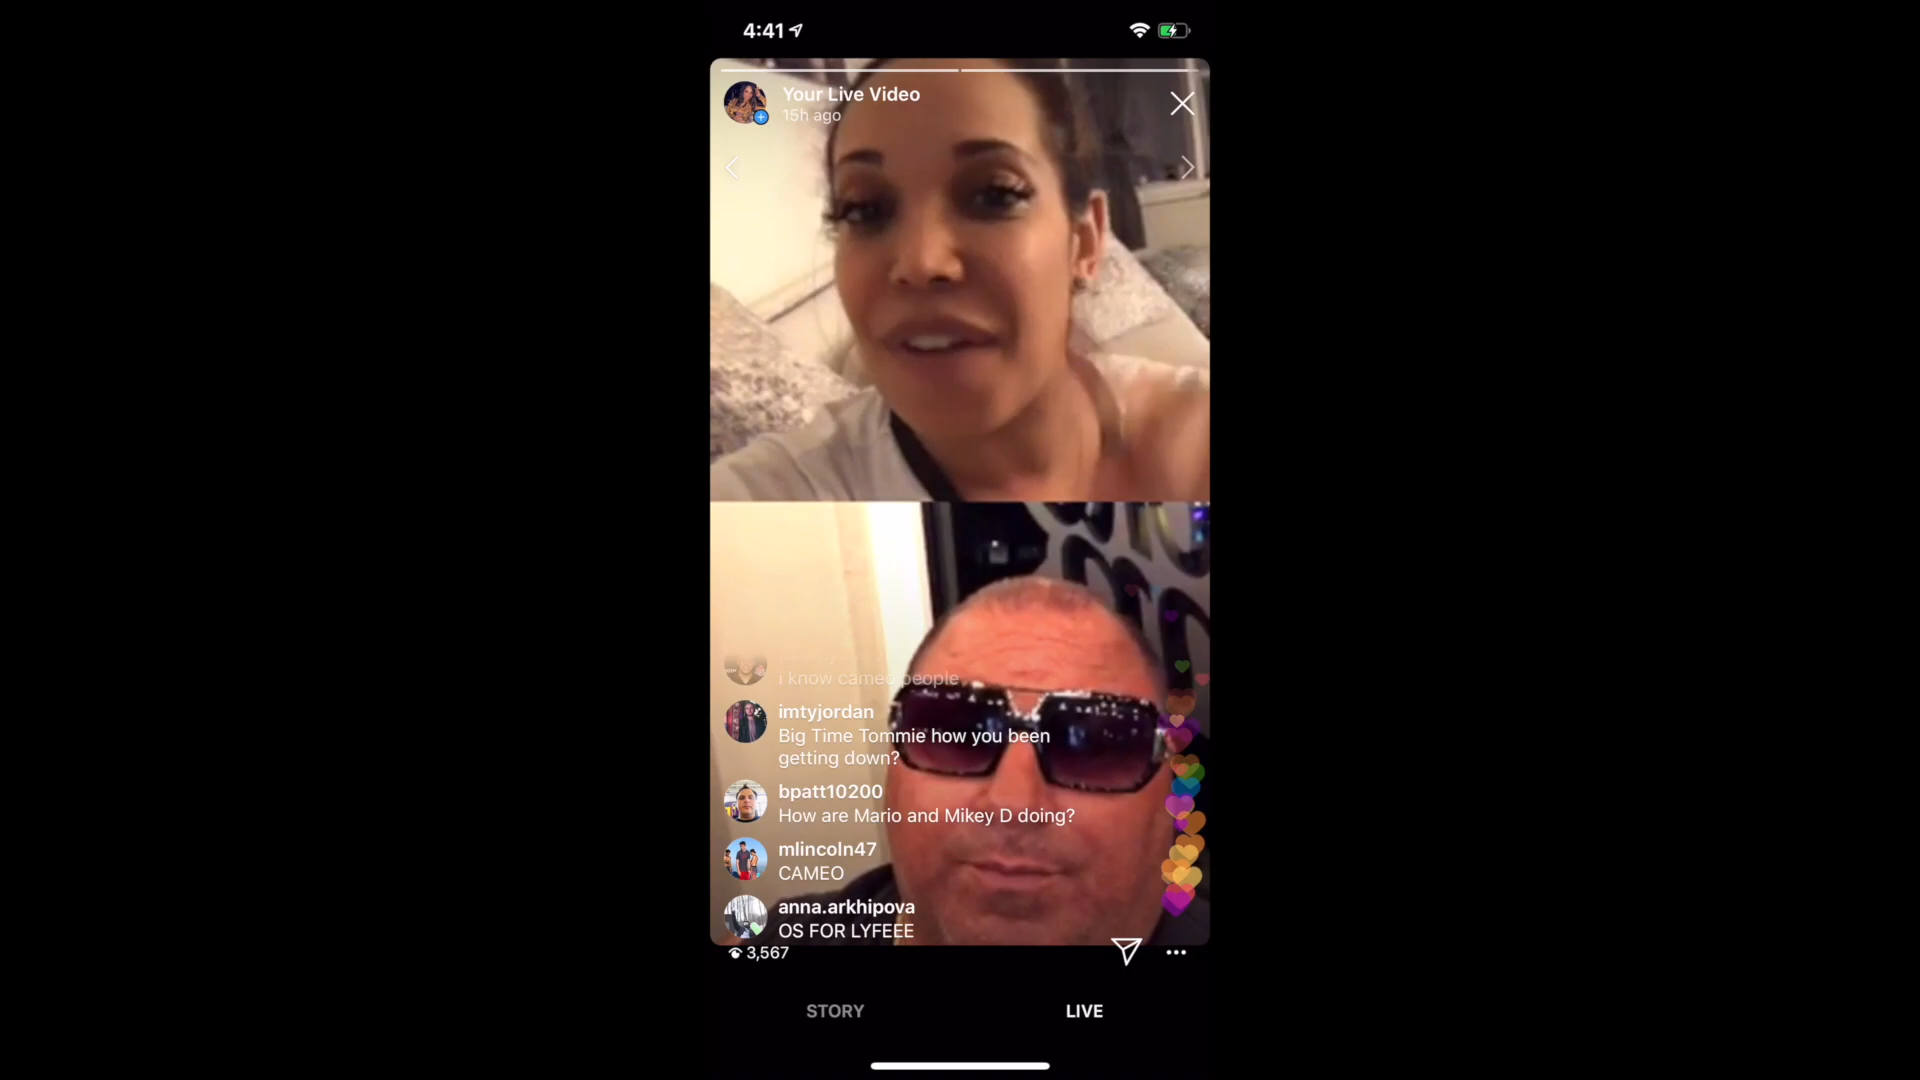 4:41
Your Live Video
15h ago
i know cameo people
imtyjordan
Big Time Tommie how you been
getting down?
bpatt10200
How are Mario and Mikey D doing?
mlincoln47
CAMEO
anna.arkhipova
OS FOR LYFEEE
3,567
STORY
LIVE